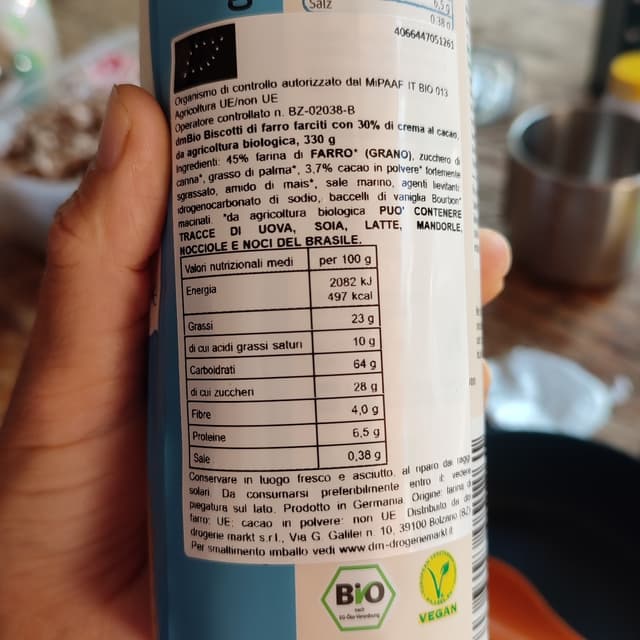 Salz
6,5 g
0,38 g
4066447051261
Organismo di controllo autorizzato dal MiPAAF IT BIO 013
Agricoltura UE/non UE
Operatore controllato n. BZ-02038-B
dmBio Biscotti di farro farciti con 30% di crema al cacao,
da agricoltura biologica, 330 g
Ingredienti: 45% farina di FARRO* (GRANO), zucchero di
canna*, grasso di palma*, 3,7% cacao in polvere* fortemente
sgrassato, amido di mais*, sale marino, agenti lievitanti:
idrogenocarbonato di sodio, baccelli di vaniglia Bourbon*
macinati. *da agricoltura biologica PUO' CONTENERE
TRACCE DI UOVA, SOIA, LATTE, MANDORLE,
NOCCIOLE E NOCI DEL BRASILE.
Valori nutrizionali medi per 100 g
Energia 2082 kJ
497 kcal
Grassi 23 g
di cui acidi grassi saturi 10 g
Carboidrati 64 g
di cui zuccheri 28 g
Fibre 4,0 g
Proteine 6,5 g
Sale 0,38 g
Conservare in luogo fresco e asciutto, al riparo dai raggi
solari. Da consumarsi preferibilmente entro il: vedere
piegatura sul lato. Prodotto in Germania. Origine: farina di
farro: UE; cacao in polvere: non UE Distribuito da dm
drogerie markt s.r.l., Via G. Galilei n. 10, 39100 Bolzano (BZ)
Per smaltimento imballo vedi www.dm-drogeriemarkt.it
BiO
nach
EG-Öko-Verordnung
VEGAN